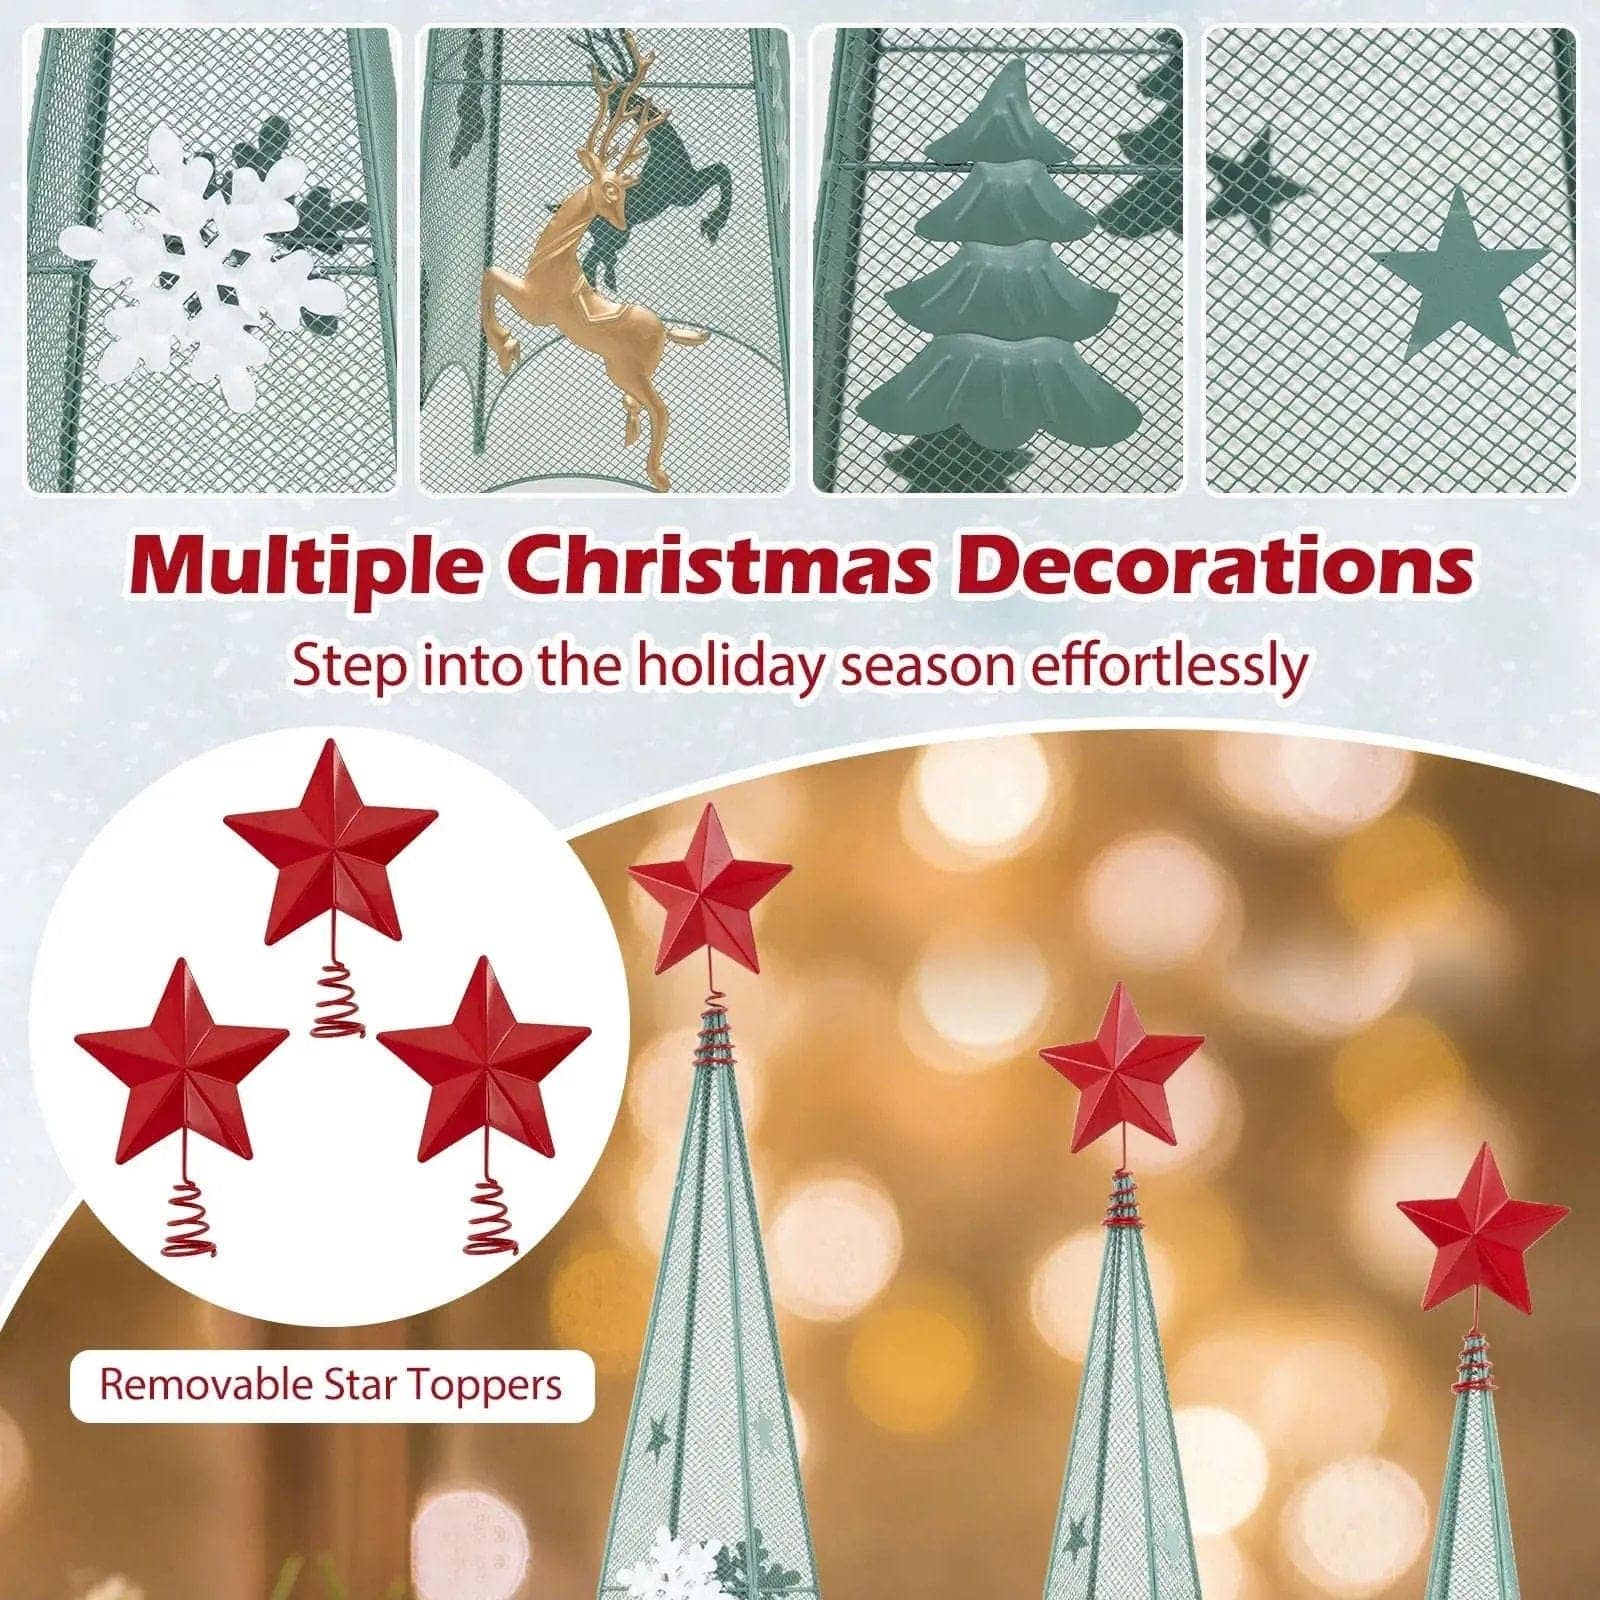 Multiple Christmas Decorations
Step into the holiday season effortlessly
Removable Star Toppers